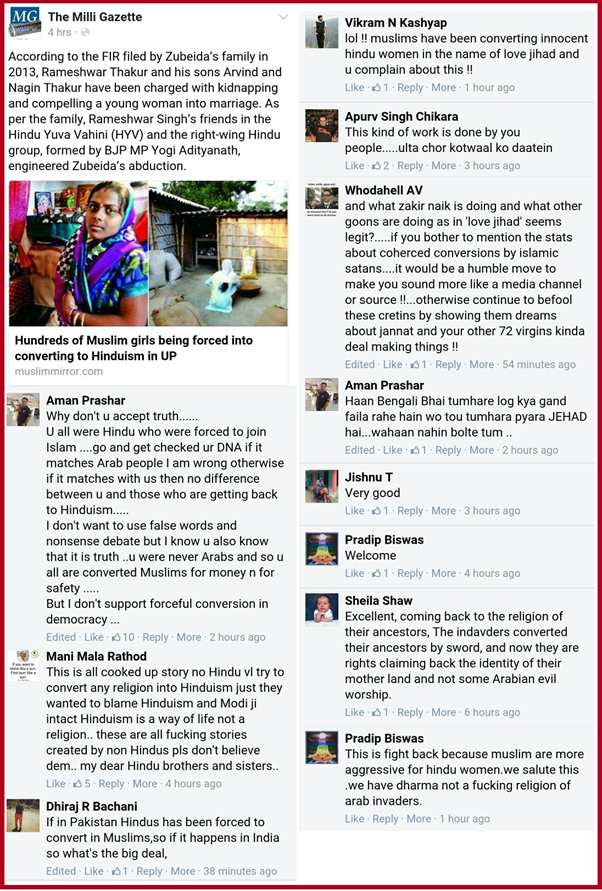 MG
The Milli Gazette
4 hrs ·
According to the FIR filed by Zubeida's family in
2013, Rameshwar Thakur and his sons Arvind and
Nagin Thakur have been charged with kidnapping
and compelling a young woman into marriage. As
per the family, Rameshwar Singh's friends in the
Hindu Yuva Vahini (HYV) and the right-wing Hindu
group, formed by BJP MP Yogi Adityanath,
engineered Zubeida's abduction.
Hundreds of Muslim girls being forced into
converting to Hinduism in UP
muslimmirror.com
Aman Prashar
Why don't u accept truth......
U all were Hindu who were forced to join
Islam ....go and get checked ur DNA if it
matches Arab people I am wrong otherwise
if it matches with us then no difference
between u and those who are getting back
to Hinduism.....
I don't want to use false words and
nonsense debate but I know u also know
that it is truth ..u were never Arabs and so u
all are converted Muslims for money n for
safety .....
But I don't support forceful conversion in
democracy ...
Edited · Like · 10 · Reply · More · 2 hours ago
Mani Mala Rathod
This is all cooked up story no Hindu vl try to
convert any religion into Hinduism just they
wanted to blame Hinduism and Modi ji
intact Hinduism is a way of life not a
religion.. these are all fucking stories
created by non Hindus pls don't believe
dem.. my dear Hindu brothers and sisters..
Like · 5 · Reply · More · 4 hours ago
Dhiraj R Bachani
If in Pakistan Hindus has been forced to
convert in Muslims,so if it happens in India
so what's the big deal,
Edited · Like · 1 · Reply · More · 38 minutes ago
Vikram N Kashyap
lol !! muslims have been converting innocent
hindu women in the name of love jihad and
u complain about this !!
Like · 1 · Reply · More · 1 hour ago
Apurv Singh Chikara
This kind of work is done by you
people.....ulta chor kotwaal ko daatein
Like · 2 · Reply · More · 3 hours ago
Whodahell AV
and what zakir naik is doing and what other
goons are doing as in 'love jihad' seems
legit?.....if you bother to mention the stats
about coherced conversions by islamic
satans....it would be a humble move to
make you sound more like a media channel
or source !!...otherwise continue to befool
these cretins by showing them dreams
about jannat and your other 72 virgins kinda
deal making things !!
Edited · Like · 1 · Reply · More · 54 minutes ago
Aman Prashar
Haan Bengali Bhai tumhare log kya gand
faila rahe hain wo tou tumhara pyara JEHAD
hai...wahaan nahin bolte tum ..
Edited · Like · 1 · Reply · More · 2 hours ago
Jishnu T
Very good
Like · 1 · Reply · More · 3 hours ago
Pradip Biswas
Welcome
Like · 1 · Reply · More · 4 hours ago
Sheila Shaw
Excellent, coming back to the religion of
their ancestors, The indavders converted
their ancestors by sword, and now they are
rights claiming back the identity of their
mother land and not some Arabian evil
worship.
Like · 1 · Reply · More · 6 hours ago
Pradip Biswas
This is fight back because muslim are more
aggressive for hindu women.we salute this
.we have dharma not a fucking religion of
arab invaders.
Like · Reply · More · 1 hour ago